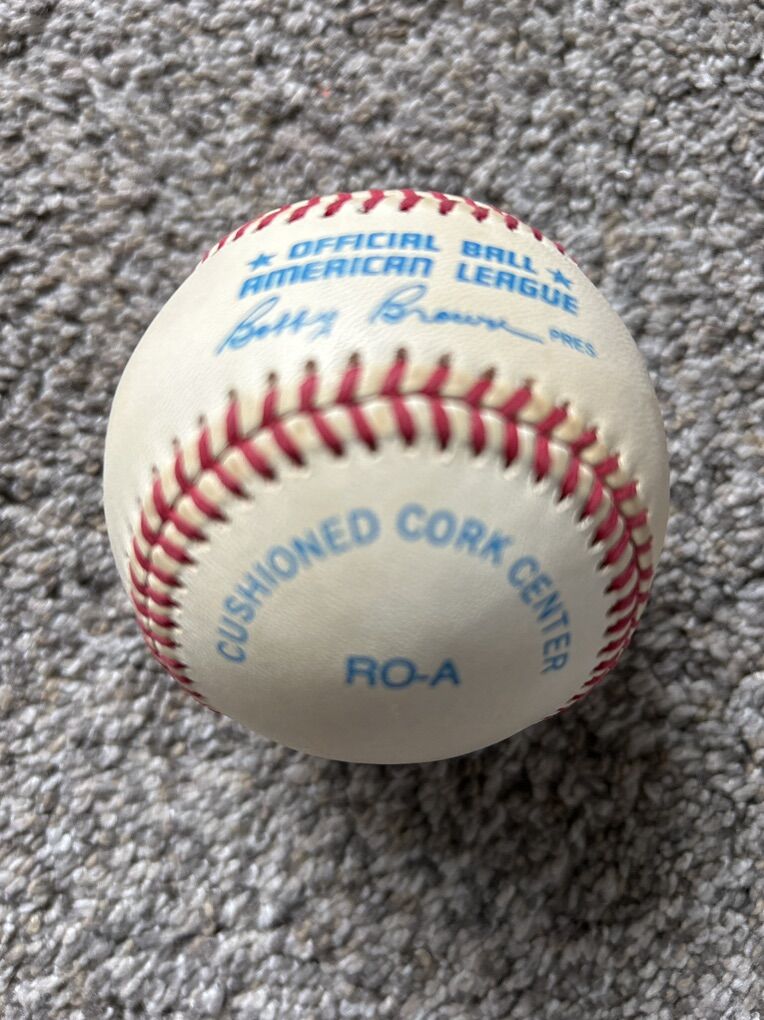 ★ OFFICIAL BALL ★
AMERICAN LEAGUE
Bobby Brown PRES.
CUSHIONED CORK CENTER
RO-A